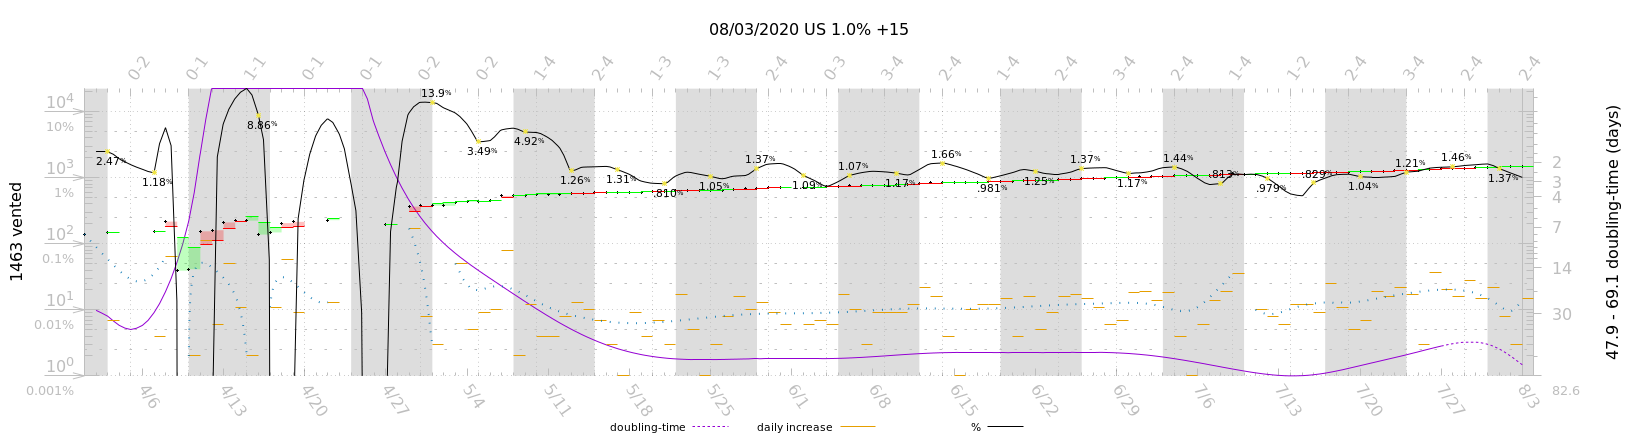 08/03/2020 US 1.0% +15
0-2 0-1 1-1 0-1 0-1 0-2 0-2 1-4 2-4 1-3 1-3 2-4 0-3 3-4 2-4 2-4 3-4 2-4 1-2 2-4 3-4 2-4 2-4
10^4
10%
10^3
1%
10^2
0.1%
10^1
0.01%
10^0
0.001%
1463 vented
2.47% 1.18% 8.86% 13.9% 3.49% 4.92% 1.26% 1.31% .810% 1.05% 1.37% 1.09% 1.07% 1.17% 1.66% .981% 1.25% 1.37% 1.17% 1.44% .813% .979% .829% 1.04% 1.21% 1.46% 1.37%
2
3
4
7
14
30
82.6
47.9 - 69.1 doubling-time (days)
4/6 4/13 4/20 4/27 5/4 5/11 5/18 5/25 6/1 6/8 6/15 6/22 6/29 7/6 7/13 7/20 7/27 8/3
doubling-time daily increase %